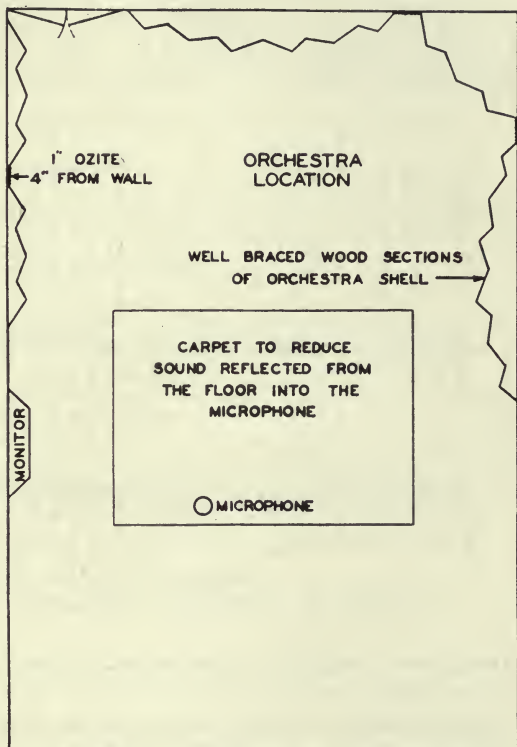 1" OZITE
4" FROM WALL
ORCHESTRA
LOCATION
WELL BRACED WOOD SECTIONS
OF ORCHESTRA SHELL
CARPET TO REDUCE
SOUND REFLECTED FROM
THE FLOOR INTO THE
MICROPHONE
MONITOR
MICROPHONE